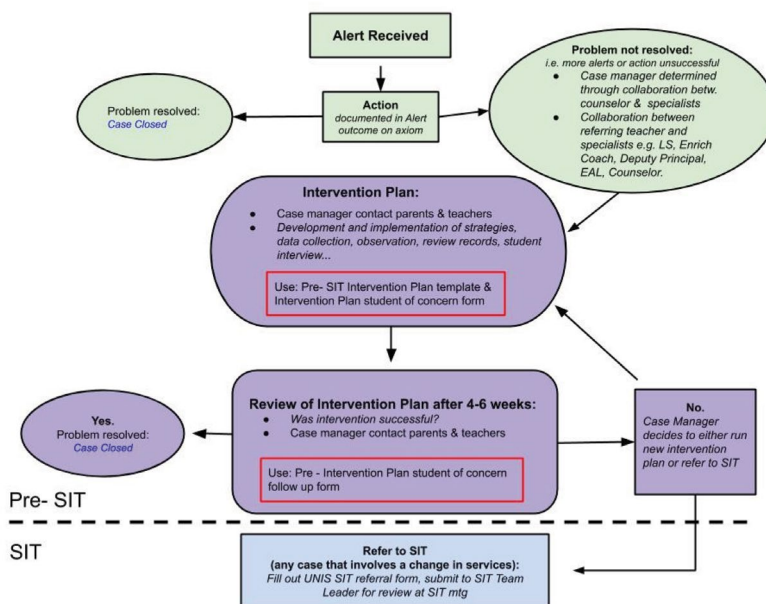 Alert Received
Problem not resolved:
i.e. more alerts or action unsuccessful
● Case manager determined
through collaboration betw.
counselor & specialists
● Collaboration between
referring teacher and
specialists e.g. LS, Enrich
Coach, Deputy Principal,
EAL, Counselor.
Problem resolved:
Case Closed
Action
documented in Alert
outcome on axiom
Intervention Plan:
● Case manager contact parents & teachers
● Development and implementation of strategies,
data collection, observation, review records, student
interview...
Use: Pre- SIT Intervention Plan template &
Intervention Plan student of concern form
Review of Intervention Plan after 4-6 weeks:
● Was intervention successful?
● Case manager contact parents & teachers
Use: Pre - Intervention Plan student of concern
follow up form
Yes.
Problem resolved:
Case Closed
No.
Case Manager
decides to either run
new intervention
plan or refer to SIT
Pre- SIT
SIT
Refer to SIT
(any case that involves a change in services):
Fill out UNIS SIT referral form, submit to SIT Team
Leader for review at SIT mtg